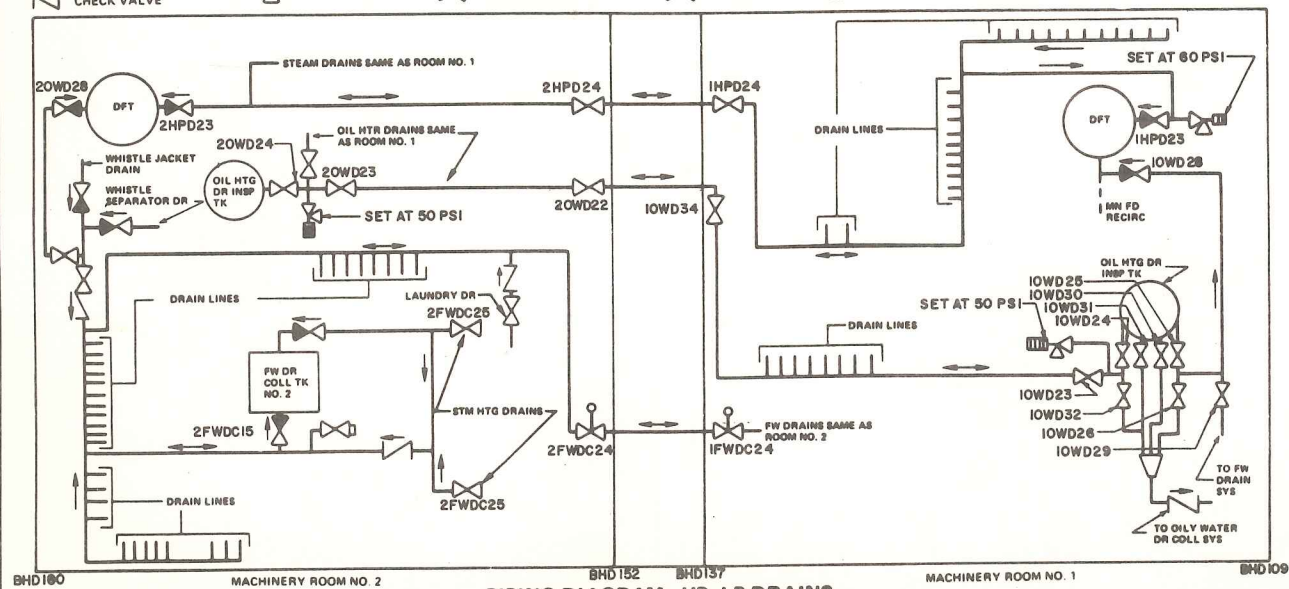 CHECK VALVE
20WD28
DFT
2HPD23
STEAM DRAINS SAME AS ROOM NO. 1
2HPD24
1HPD24
DRAIN LINES
SET AT 60 PSI
DFT
1HPD23
10WD28
MN FD
RECIRC
WHISTLE JACKET
DRAIN
WHISTLE
SEPARATOR DR
20WD24
OIL HTG
DR INSP
TK
OIL HTR DRAINS SAME
AS ROOM NO. 1
20WD23
SET AT 50 PSI
20WD22
10WD34
OIL HTG DR
INSP TK
10WD25
10WD30
10WD31
10WD24
SET AT 50 PSI
DRAIN LINES
LAUNDRY DR
2FWDC25
DRAIN LINES
10WD23
10WD32
10WD26
10WD29
FW DR
COLL TK
NO. 2
STM HTG DRAINS
2FWDC15
2FWDC24
1FWDC24
FW DRAINS SAME AS
ROOM NO. 2
2FWDC25
DRAIN LINES
TO FW
DRAIN
SYS
TO OILY WATER
DR COLL SYS
BHD180
MACHINERY ROOM NO. 2
BHD152
BHD137
MACHINERY ROOM NO. 1
BHD109